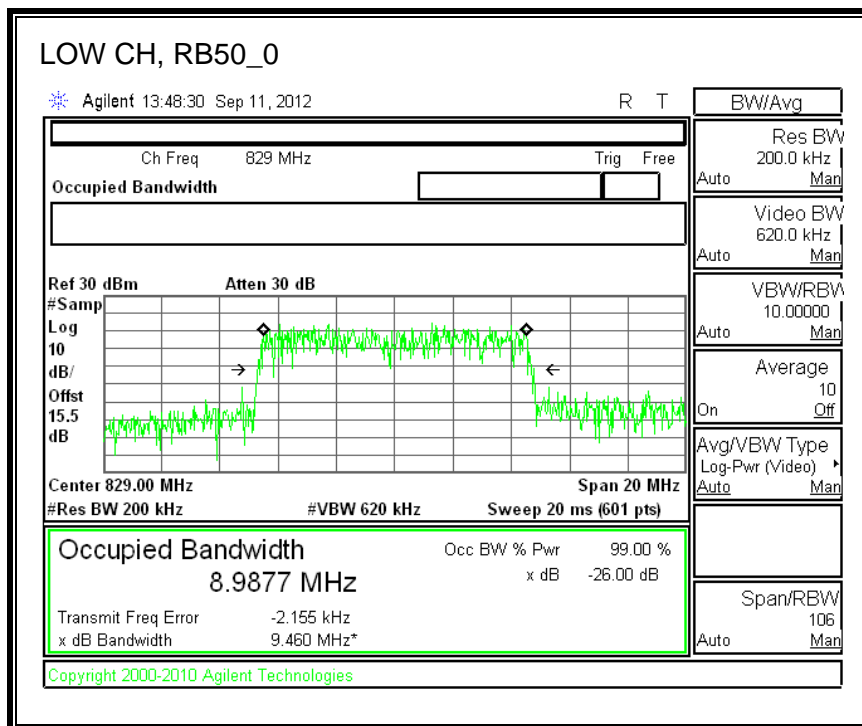 LOW CH, RB50_0
Agilent 13:48:30 Sep 11, 2012 R T
BW/Avg
Ch Freq 829 MHz Trig Free
Occupied Bandwidth
Res BW
200.0 kHz
Auto Man
Video BW
620.0 kHz
Auto Man
VBW/RBW
10.00000
Auto Man
Average
10
On Off
Avg/VBW Type
Log-Pwr (Video)
Auto Man
Span/RBW
106
Auto Man
Ref 30 dBm Atten 30 dB
#Samp
Log
10
dB/
Offst
15.5
dB
Center 829.00 MHz Span 20 MHz
#Res BW 200 kHz #VBW 620 kHz Sweep 20 ms (601 pts)
Occupied Bandwidth Occ BW % Pwr 99.00 %
8.9877 MHz x dB -26.00 dB
Transmit Freq Error -2.155 kHz
x dB Bandwidth 9.460 MHz*
Copyright 2000-2010 Agilent Technologies